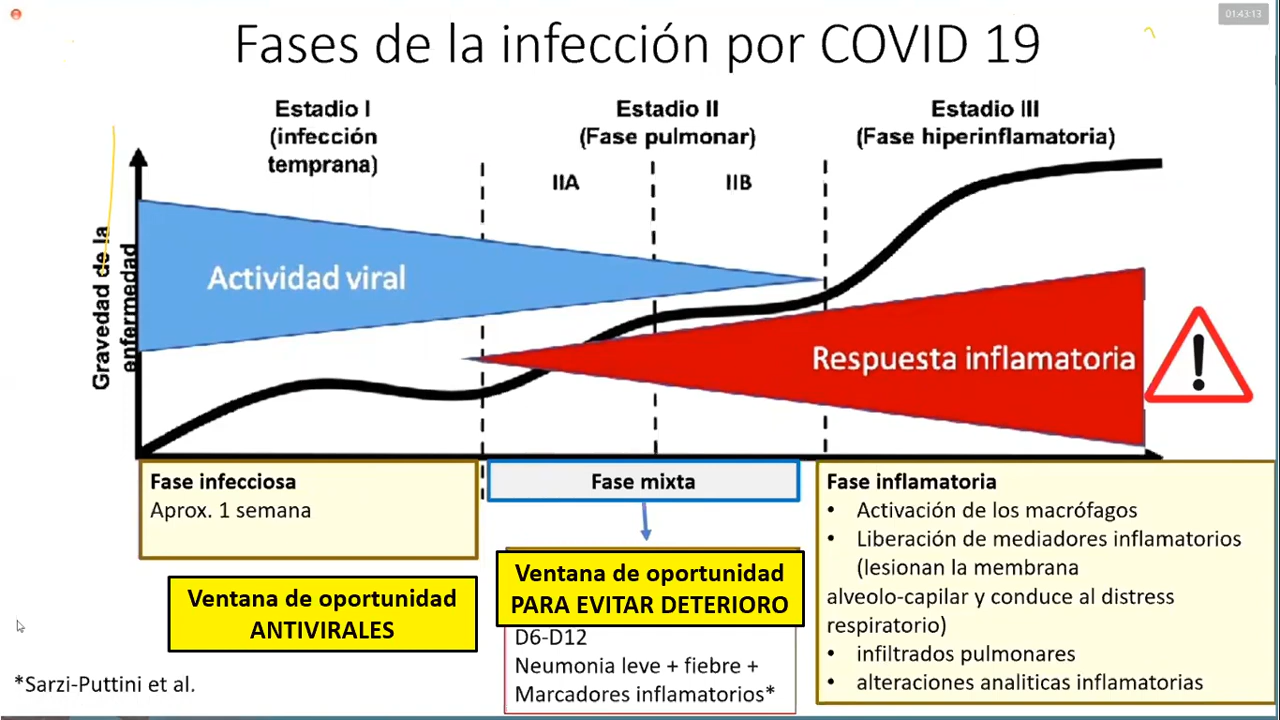 01:43:13
Fases de la infección por COVID 19
Estadio I
(infección
temprana)
Estadio II
(Fase pulmonar)
IIA
IIB
Estadio III
(Fase hiperinflamatoria)
Gravedad de la
enfermedad
Actividad viral
Respuesta inflamatoria
!
Fase infecciosa
Aprox. 1 semana
Ventana de oportunidad
ANTIVIRALES
Fase mixta
Ventana de oportunidad
PARA EVITAR DETERIORO
D6-D12
Neumonia leve + fiebre +
Marcadores inflamatorios*
Fase inflamatoria
• Activación de los macrófagos
• Liberación de mediadores inflamatorios
(lesionan la membrana
alveolo-capilar y conduce al distress
respiratorio)
• infiltrados pulmonares
• alteraciones analiticas inflamatorias
*Sarzi-Puttini et al.